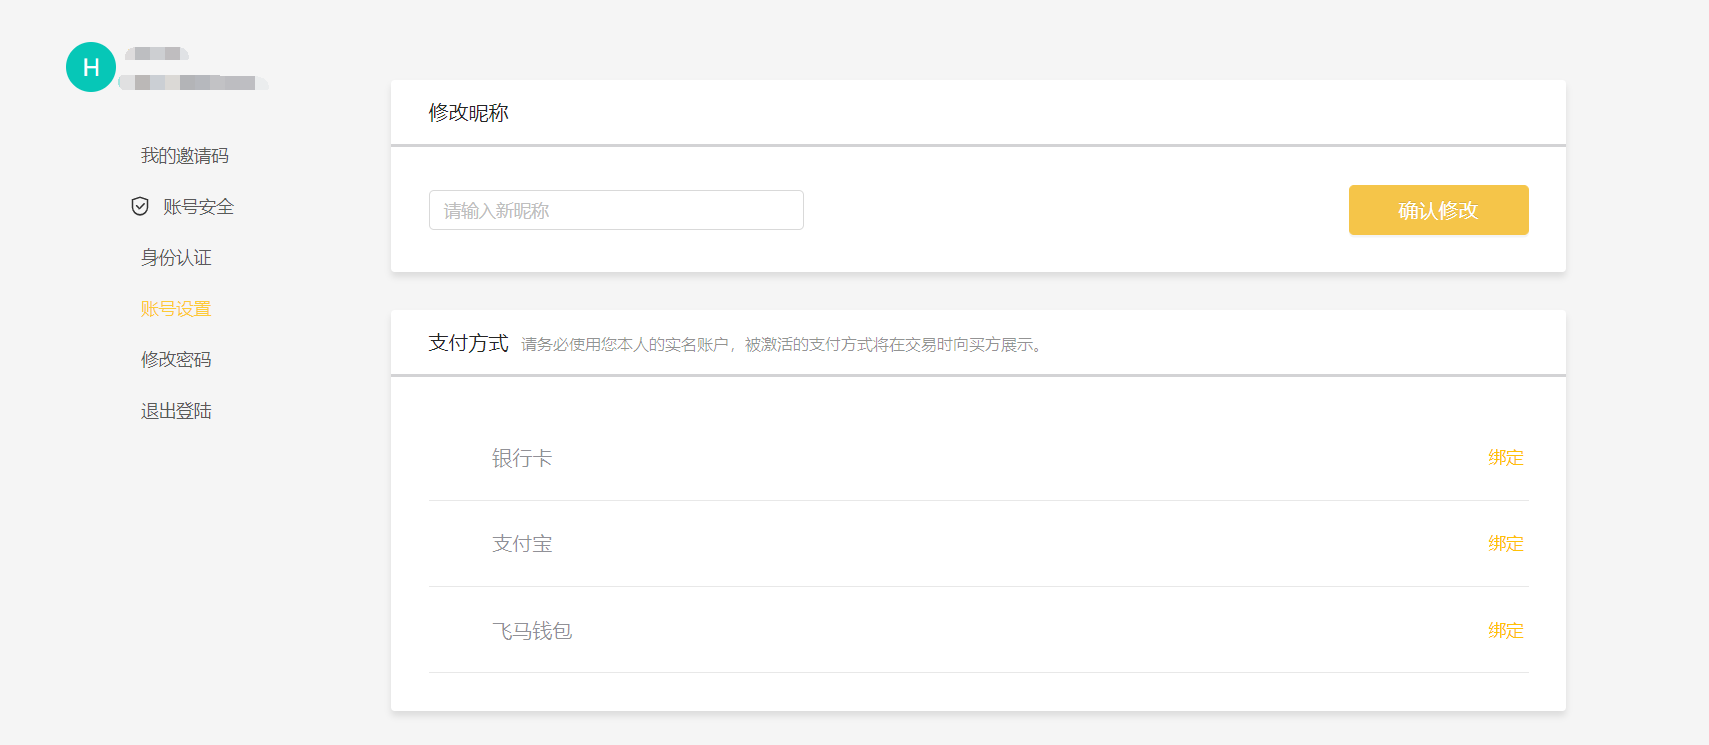 H
我的邀请码
账号安全
身份认证
账号设置
修改密码
退出登陆
修改昵称
请输入新昵称
确认修改
支付方式 请务必使用您本人的实名账户，被激活的支付方式将在交易时向买方展示。
银行卡 绑定
支付宝 绑定
飞马钱包 绑定